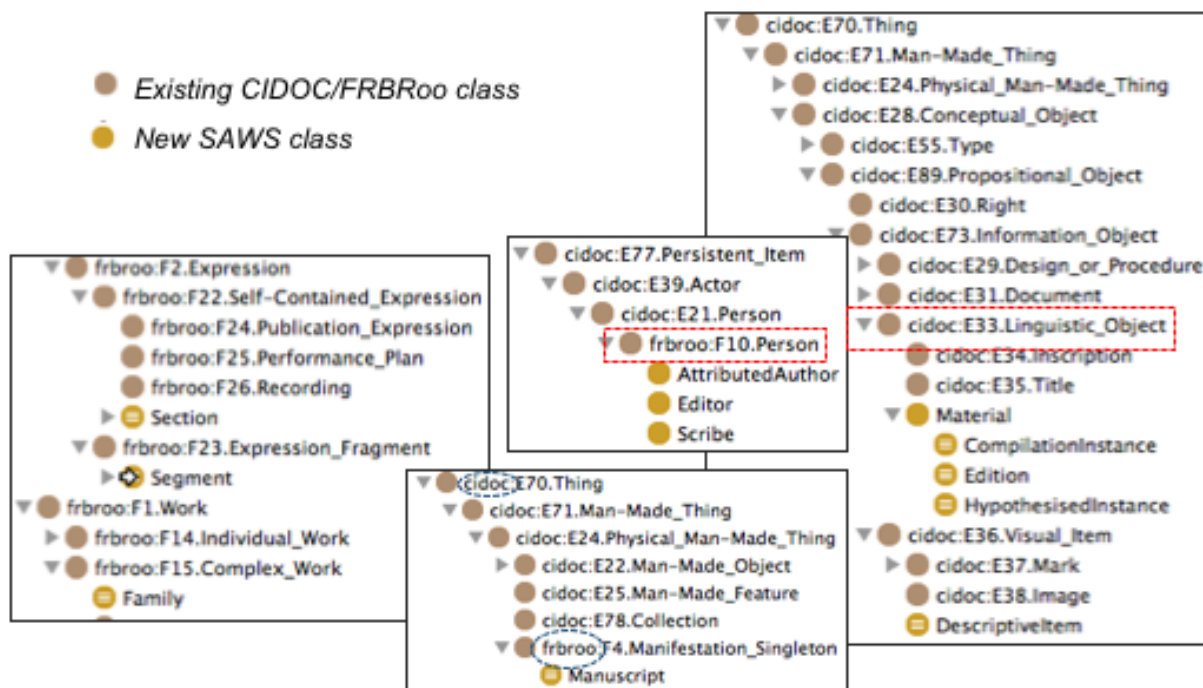 Existing CIDOC/FRBRoo class
New SAWS class
frbroo:F2.Expression
frbroo:F22.Self-Contained_Expression
frbroo:F24.Publication_Expression
frbroo:F25.Performance_Plan
frbroo:F26.Recording
Section
frbroo:F23.Expression_Fragment
Segment
frbroo:F1.Work
frbroo:F14.Individual_Work
frbroo:F15.Complex_Work
Family
cidoc:E77.Persistent_Item
cidoc:E39.Actor
cidoc:E21.Person
frbroo:F10.Person
AttributedAuthor
Editor
Scribe
cidoc:E70.Thing
cidoc:E71.Man-Made_Thing
cidoc:E24.Physical_Man-Made_Thing
cidoc:E22.Man-Made_Object
cidoc:E25.Man-Made_Feature
cidoc:E78.Collection
frbroo:F4.Manifestation_Singleton
Manuscript
cidoc:E70.Thing
cidoc:E71.Man-Made_Thing
cidoc:E24.Physical_Man-Made_Thing
cidoc:E28.Conceptual_Object
cidoc:E55.Type
cidoc:E89.Propositional_Object
cidoc:E30.Right
cidoc:E73.Information_Object
cidoc:E29.Design_or_Procedure
cidoc:E31.Document
cidoc:E33.Linguistic_Object
cidoc:E34.Inscription
cidoc:E35.Title
Material
CompilationInstance
Edition
HypothesisedInstance
cidoc:E36.Visual_Item
cidoc:E37.Mark
cidoc:E38.Image
DescriptiveItem